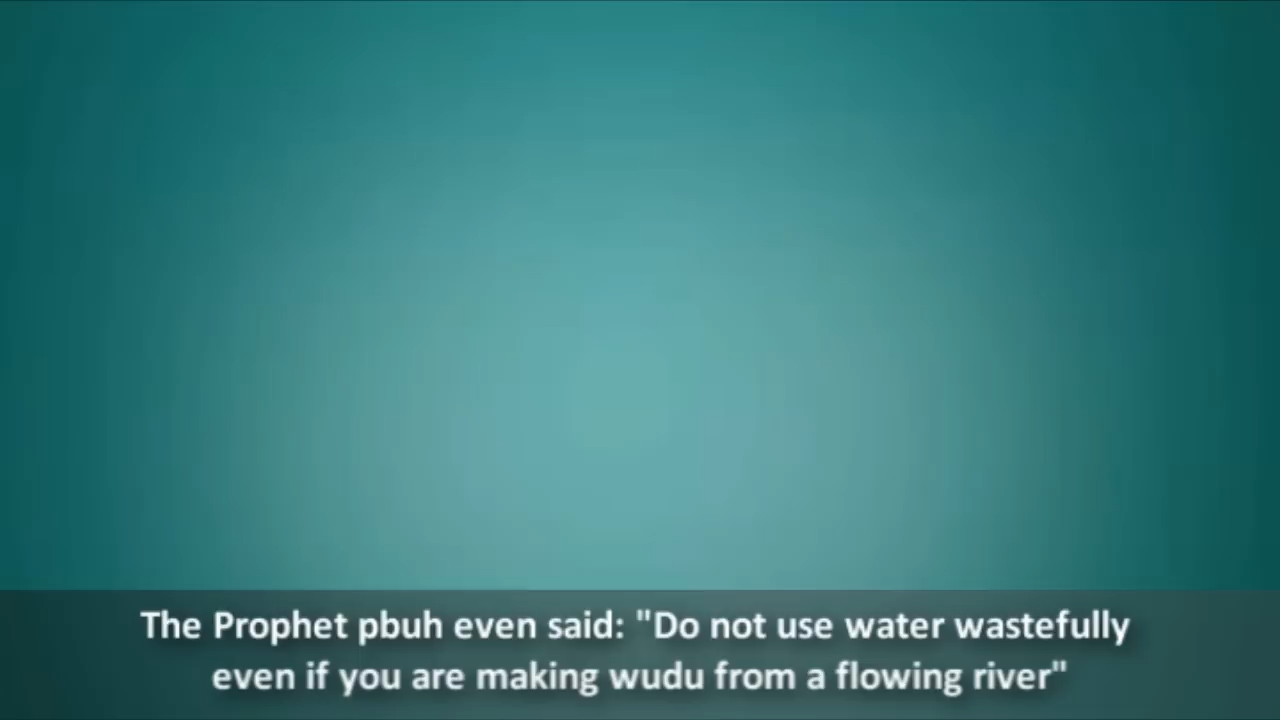 The Prophet pbuh even said: "Do not use water wastefully
even if you are making wudu from a flowing river"